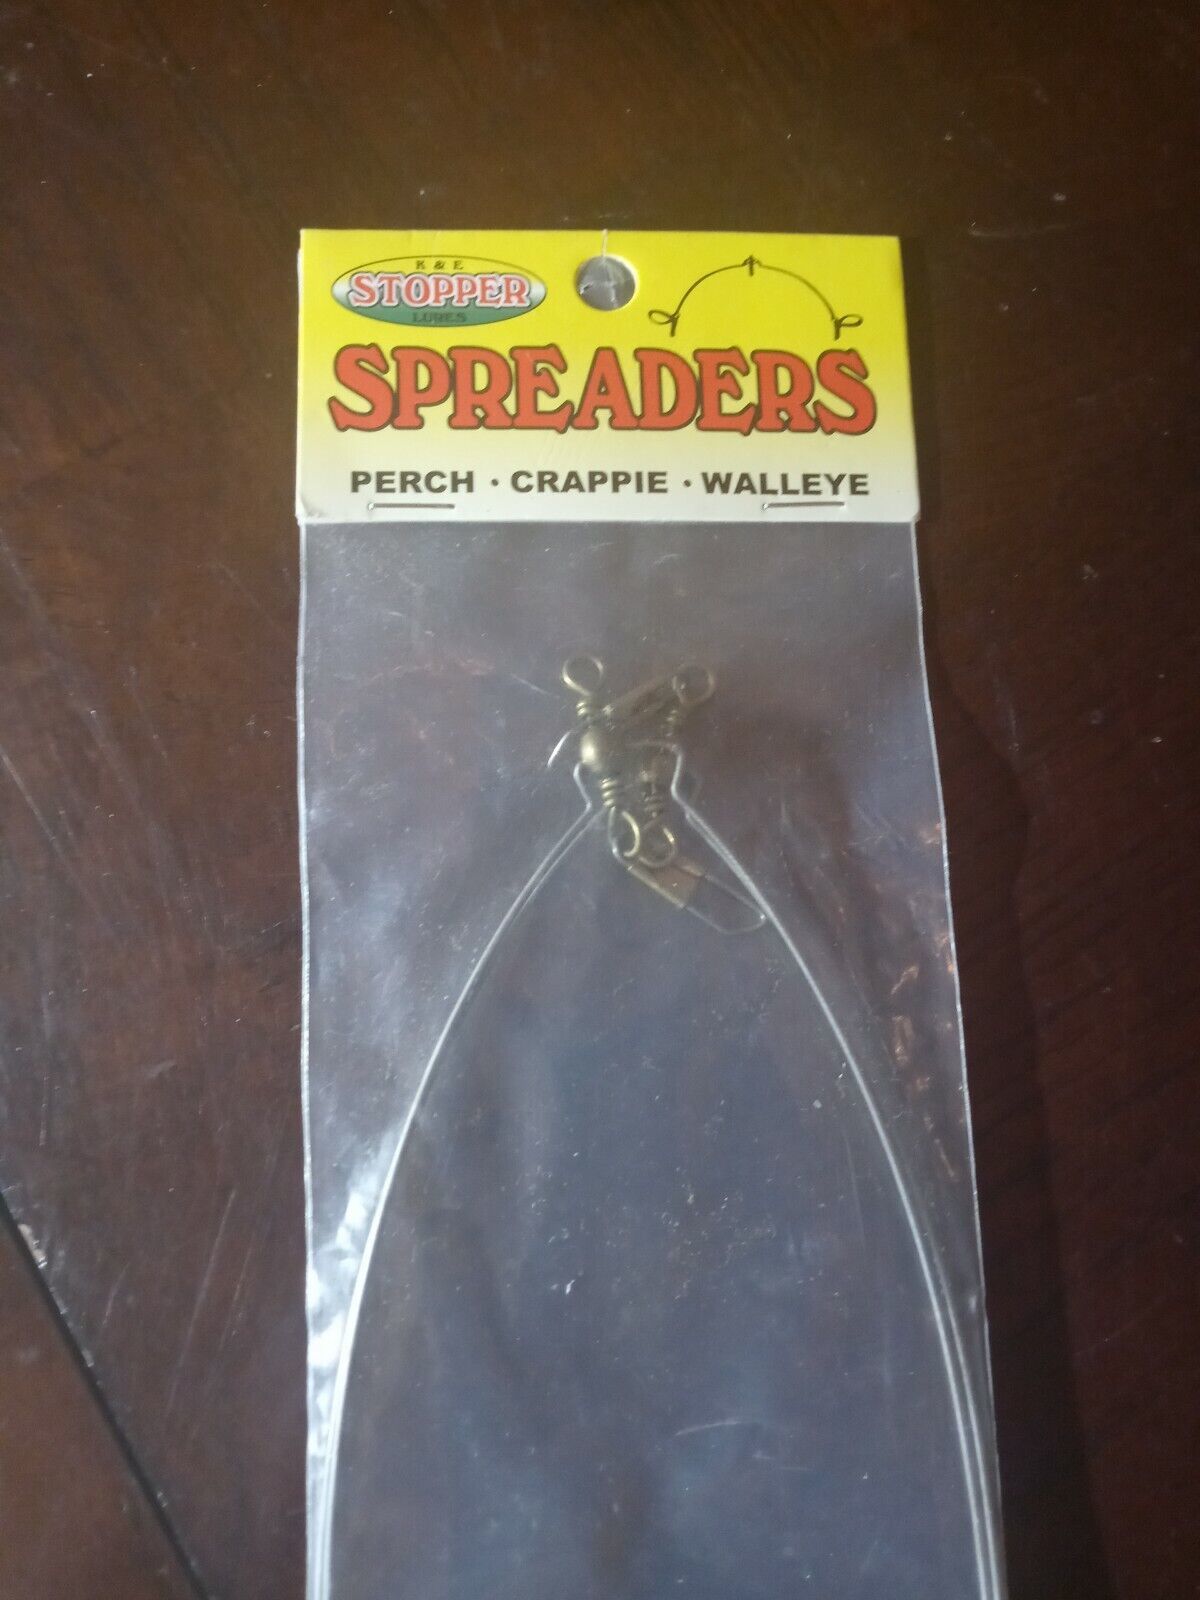 K & E
STOPPER
LURES
SPREADERS
PERCH · CRAPPIE · WALLEYE